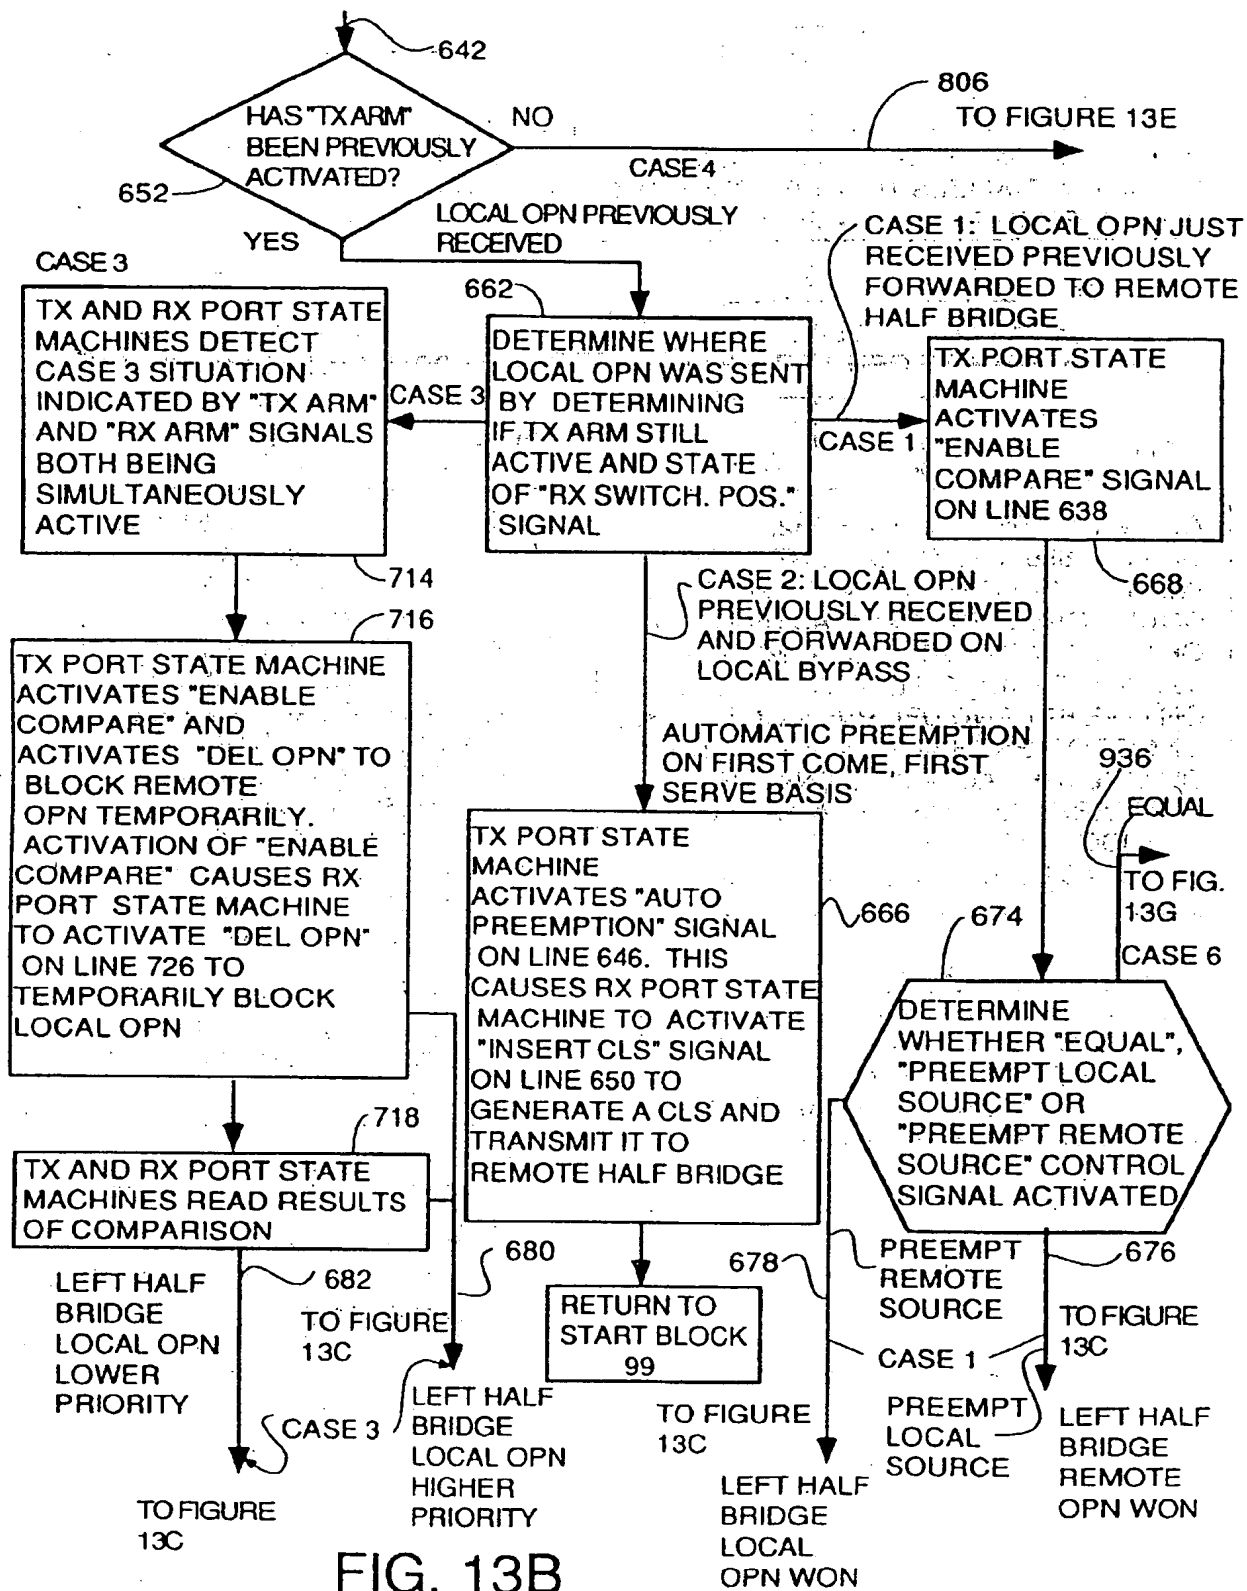 642
HAS "TX ARM"
BEEN PREVIOUSLY
ACTIVATED?
652
NO
806
TO FIGURE 13E
CASE 4
YES
LOCAL OPN PREVIOUSLY
RECEIVED
CASE 1: LOCAL OPN JUST
RECEIVED PREVIOUSLY
FORWARDED TO REMOTE
HALF BRIDGE
CASE 3
TX AND RX PORT STATE
MACHINES DETECT
CASE 3 SITUATION
INDICATED BY "TX ARM"
AND "RX ARM" SIGNALS
BOTH BEING
SIMULTANEOUSLY
ACTIVE
714
CASE 3
662
DETERMINE WHERE
LOCAL OPN WAS SENT
BY DETERMINING
IF TX ARM STILL
ACTIVE AND STATE
OF "RX SWITCH. POS."
SIGNAL
CASE 1
TX PORT STATE
MACHINE
ACTIVATES
"ENABLE
COMPARE" SIGNAL
ON LINE 638
668
CASE 2: LOCAL OPN
PREVIOUSLY RECEIVED
AND FORWARDED ON
LOCAL BYPASS
716
TX PORT STATE MACHINE
ACTIVATES "ENABLE
COMPARE" AND
ACTIVATES "DEL OPN" TO
BLOCK REMOTE
OPN TEMPORARILY.
ACTIVATION OF "ENABLE
COMPARE" CAUSES RX
PORT STATE MACHINE
TO ACTIVATE "DEL OPN"
ON LINE 726 TO
TEMPORARILY BLOCK
LOCAL OPN
AUTOMATIC PREEMPTION
ON FIRST COME, FIRST
SERVE BASIS
TX PORT STATE
MACHINE
ACTIVATES "AUTO
PREEMPTION" SIGNAL
ON LINE 646. THIS
CAUSES RX PORT STATE
MACHINE TO ACTIVATE
"INSERT CLS" SIGNAL
ON LINE 650 TO
GENERATE A CLS AND
TRANSMIT IT TO
REMOTE HALF BRIDGE
666
936
EQUAL
TO FIG.
13G
CASE 6
674
DETERMINE
WHETHER "EQUAL",
"PREEMPT LOCAL
SOURCE" OR
"PREEMPT REMOTE
SOURCE" CONTROL
SIGNAL ACTIVATED
718
TX AND RX PORT STATE
MACHINES READ RESULTS
OF COMPARISON
682
LEFT HALF
BRIDGE
LOCAL OPN
LOWER
PRIORITY
680
TO FIGURE
13C
RETURN TO
START BLOCK
99
678
PREEMPT
REMOTE
SOURCE
676
TO FIGURE
13C
CASE 1
CASE 3
TO FIGURE
13C
LEFT HALF
BRIDGE
LOCAL OPN
HIGHER
PRIORITY
TO FIGURE
13C
LEFT HALF
BRIDGE
LOCAL
OPN WON
PREEMPT
LOCAL
SOURCE
LEFT HALF
BRIDGE
REMOTE
OPN WON
FIG. 13B